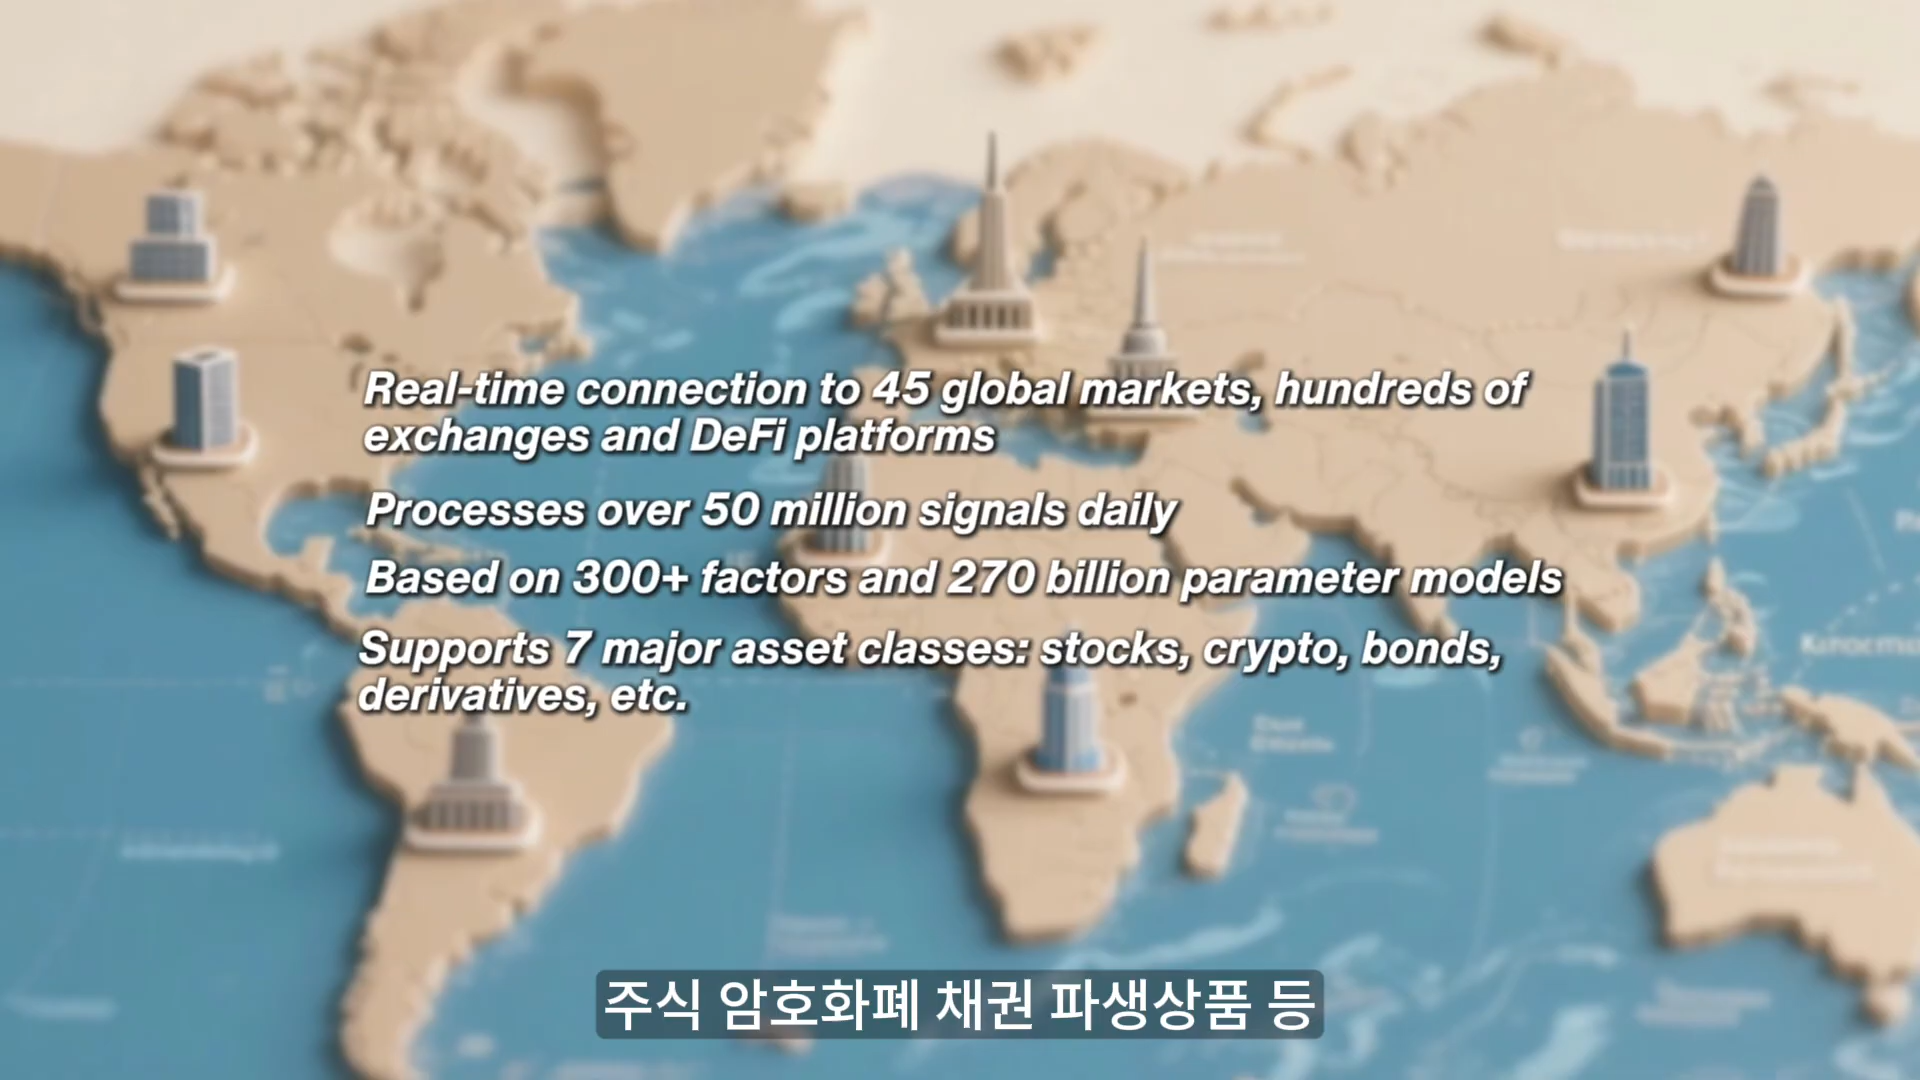 Real-time connection to 45 global markets, hundreds of
exchanges and DeFi platforms
Processes over 50 million signals daily
Based on 300+ factors and 270 billion parameter models
Supports 7 major asset classes: stocks, crypto, bonds,
derivatives, etc.
주식 암호화폐 채권 파생상품 등